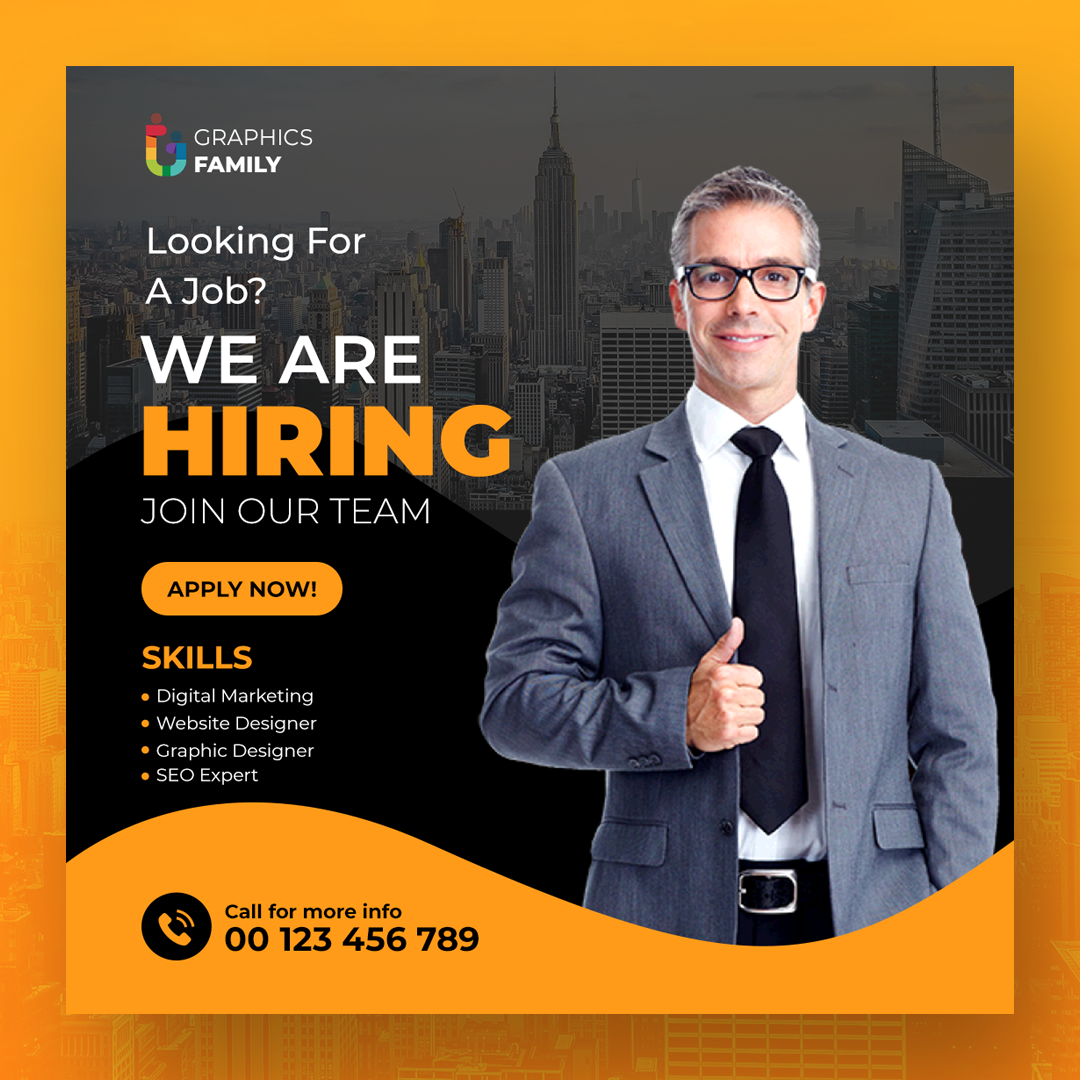 GRAPHICS
FAMILY
Looking For
A Job?
WE ARE
HIRING
JOIN OUR TEAM
APPLY NOW!
SKILLS
Digital Marketing
Website Designer
Graphic Designer
SEO Expert
Call for more info
00 123 456 789